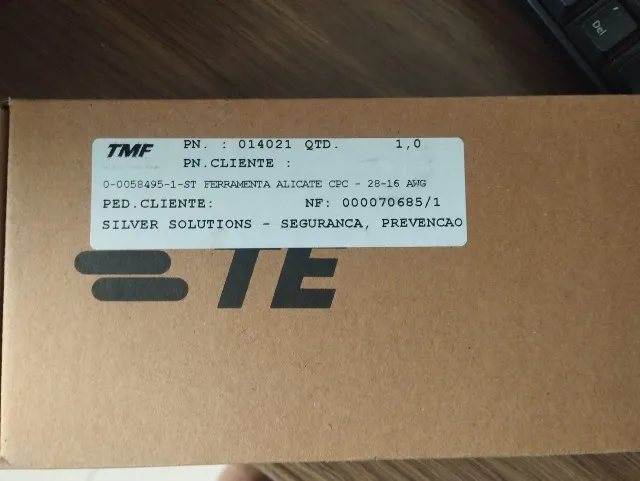 Del
TMF PN. : 014021 QTD. 1,0
PN.CLIENTE :
0-0058495-1-ST FERRAMENTA ALICATE CPC - 28-16 AWG
PED.CLIENTE: NF: 000070685/1
SILVER SOLUTIONS - SEGURANCA, PREVENCAO
TE